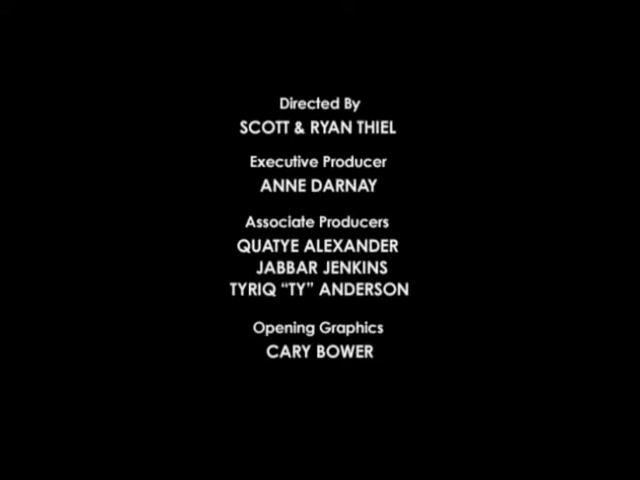 Directed By
SCOTT & RYAN THIEL
Executive Producer
ANNE DARNAY
Associate Producers
QUATYE ALEXANDER
JABBAR JENKINS
TYRIQ “TY” ANDERSON
Opening Graphics
CARY BOWER